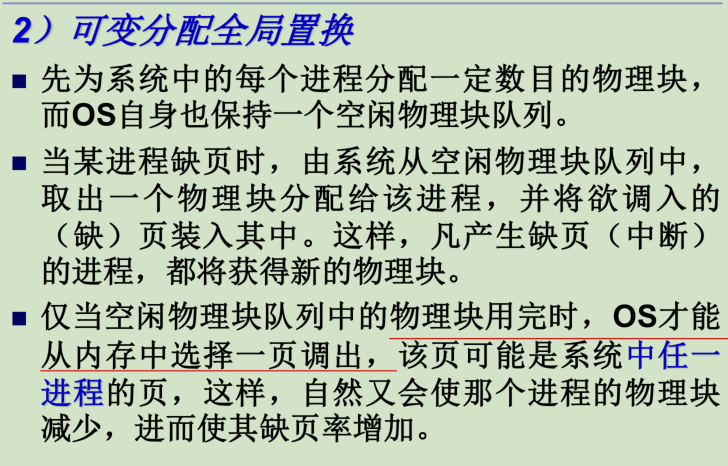 2）可变分配全局置换
■ 先为系统中的每个进程分配一定数目的物理块，
而OS自身也保持一个空闲物理块队列。
■ 当某进程缺页时，由系统从空闲物理块队列中，
取出一个物理块分配给该进程，并将欲调入的
（缺）页装入其中。这样，凡产生缺页（中断）
的进程，都将获得新的物理块。
■ 仅当空闲物理块队列中的物理块用完时，OS才能
从内存中选择一页调出，该页可能是系统中任一
进程的页，这样，自然又会使那个进程的物理块
减少，进而使其缺页率增加。